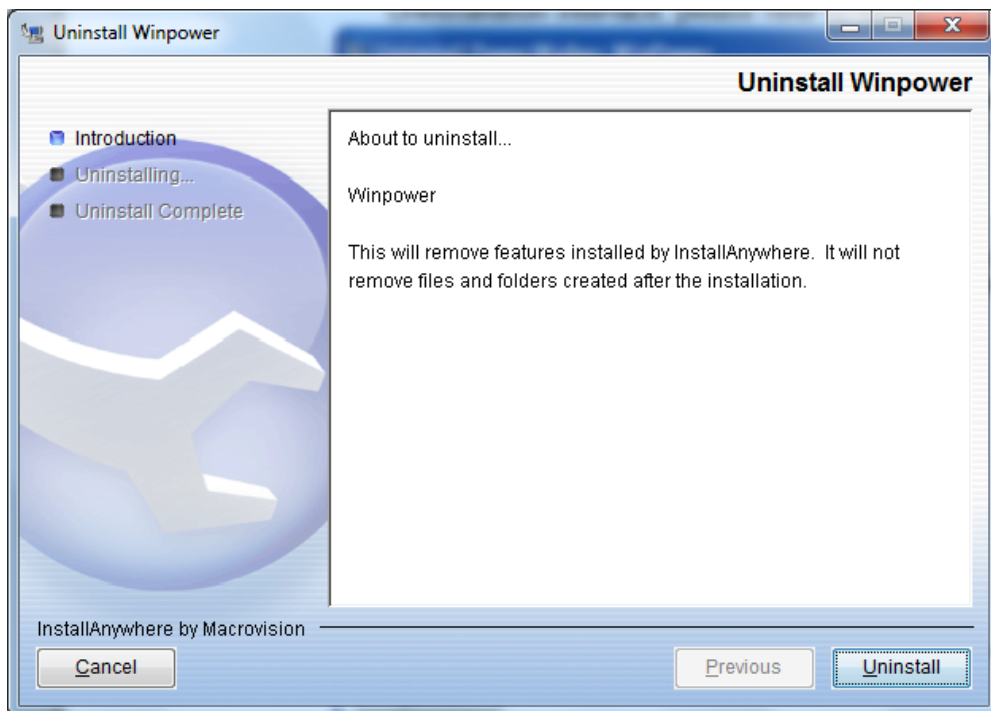 Uninstall Winpower
Uninstall Winpower
Introduction
Uninstalling...
Uninstall Complete
About to uninstall...
Winpower
This will remove features installed by InstallAnywhere.  It will not
remove files and folders created after the installation.
InstallAnywhere by Macrovision
Cancel
Previous
Uninstall